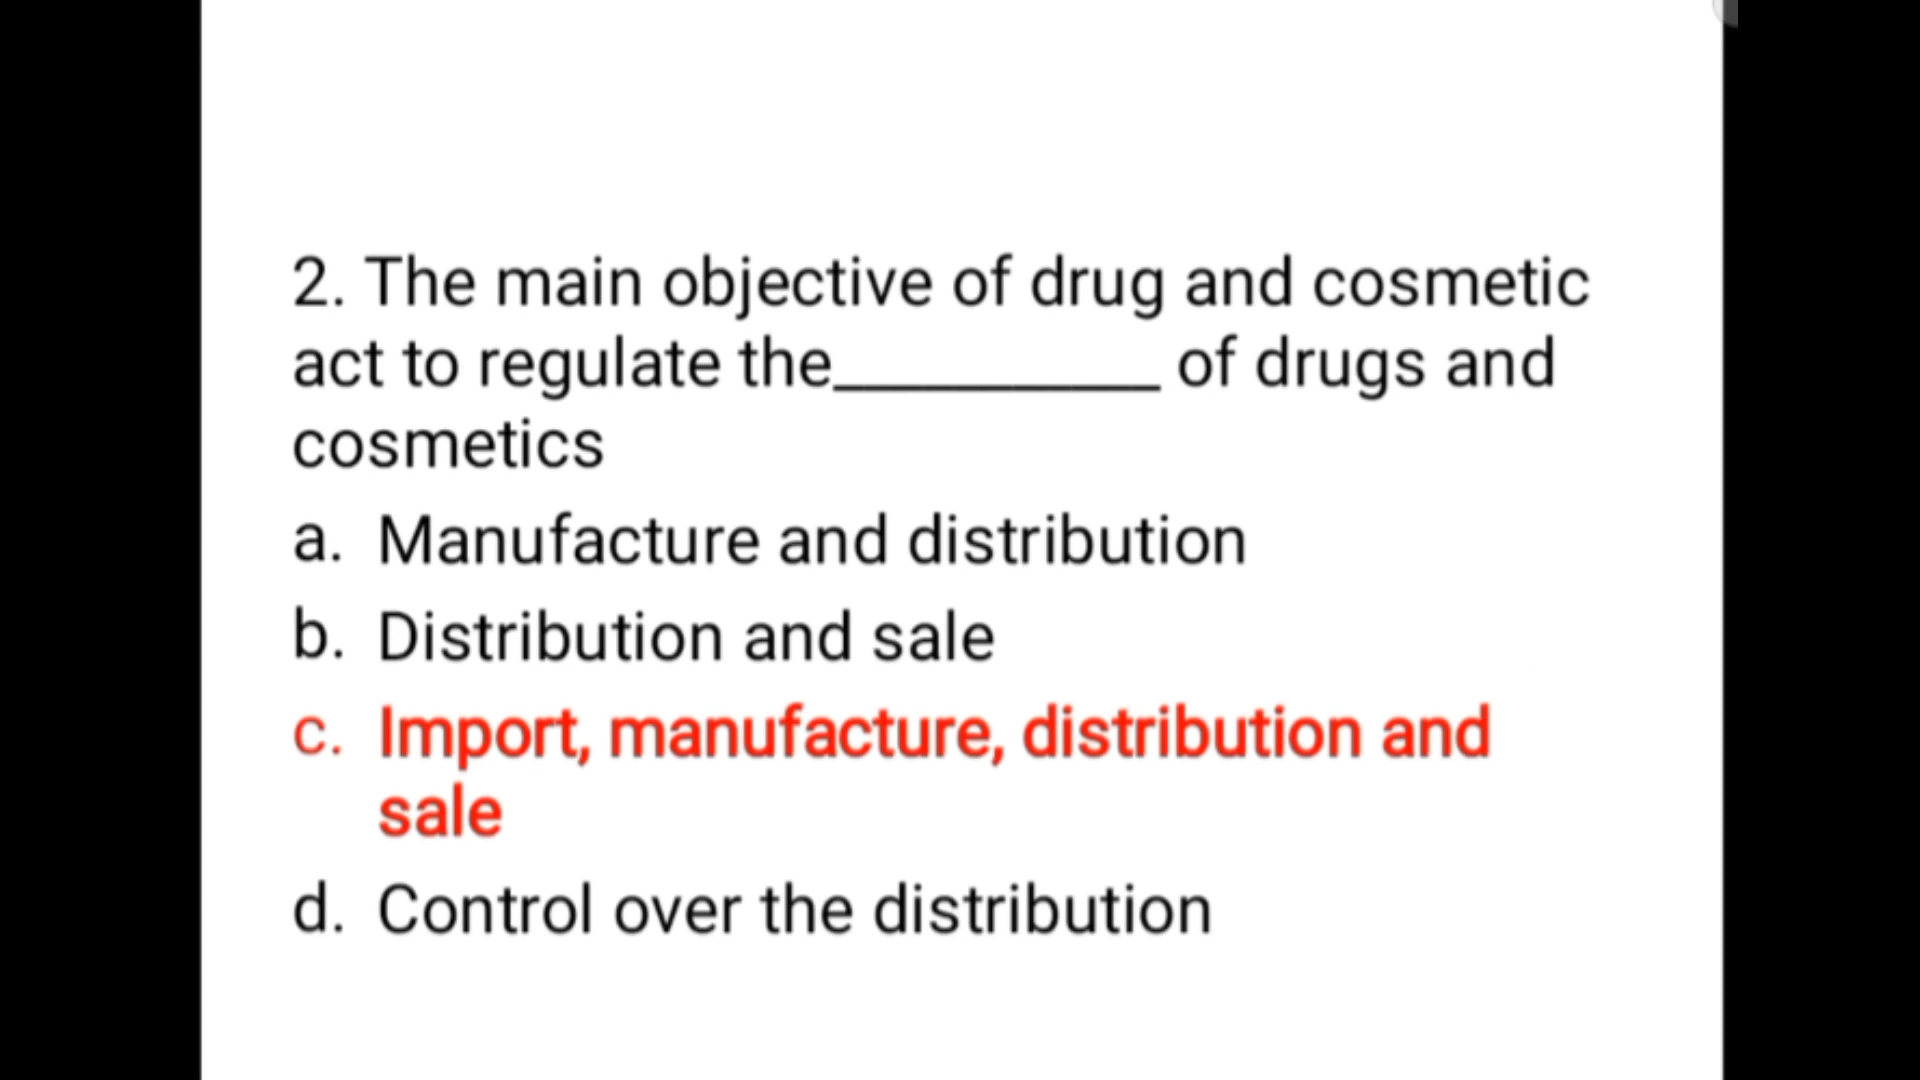 2. The main objective of drug and cosmetic
act to regulate the__________ of drugs and
cosmetics
a. Manufacture and distribution
b. Distribution and sale
c. Import, manufacture, distribution and
sale
d. Control over the distribution